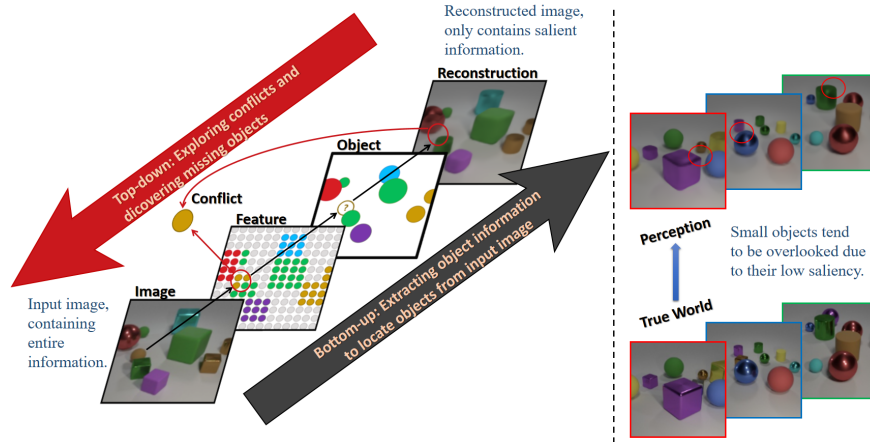 Reconstructed image,
only contains salient
information.
Reconstruction
Top-down: Exploring conflicts and
dicovering missing objects
Object
?
Conflict
Feature
Image
Input image,
containing
entire
information.
Bottom-up: Extracting object information
to locate objects from input image
Perception
Small objects tend
to be overlooked due
to their low saliency.
True World